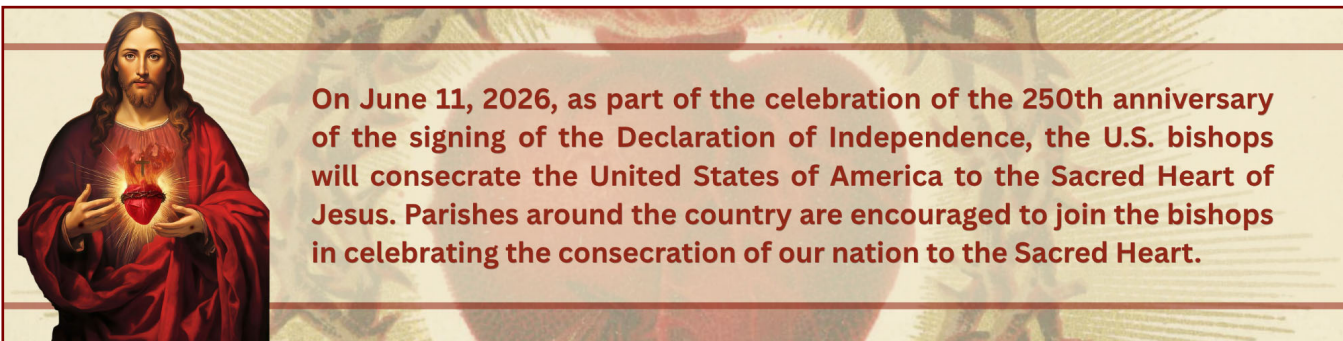 On June 11, 2026, as part of the celebration of the 250th anniversary
of the signing of the Declaration of Independence, the U.S. bishops
will consecrate the United States of America to the Sacred Heart of
Jesus. Parishes around the country are encouraged to join the bishops
in celebrating the consecration of our nation to the Sacred Heart.